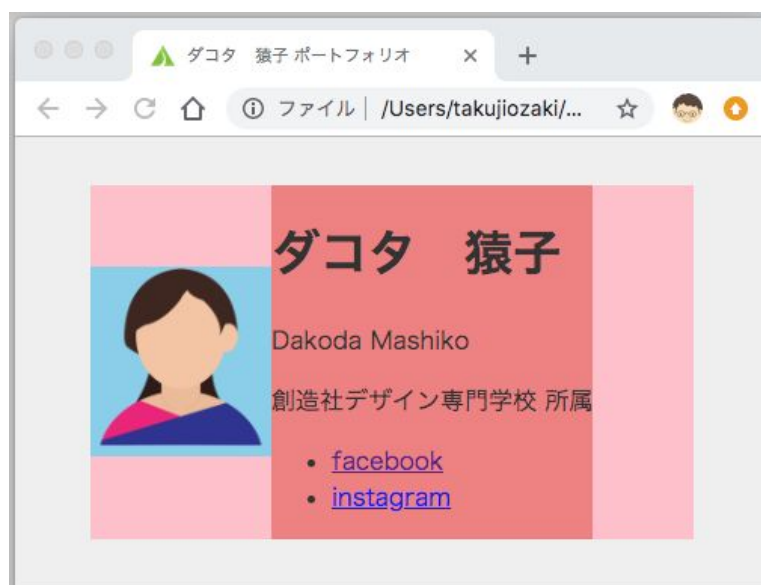 ダコタ　猿子 ポートフォリオ
ファイル | /Users/takujiozaki/...
ダコタ　猿子
Dakoda Mashiko
創造社デザイン専門学校 所属
facebook
instagram